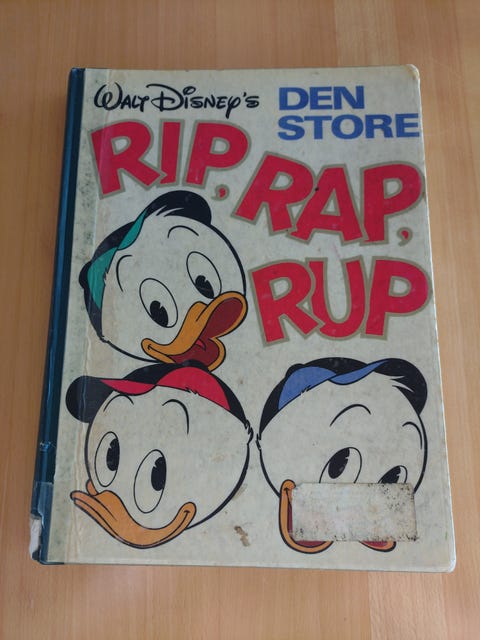 WALT DISNEY'S
DEN
STORE
RIP,
RAP,
RUP